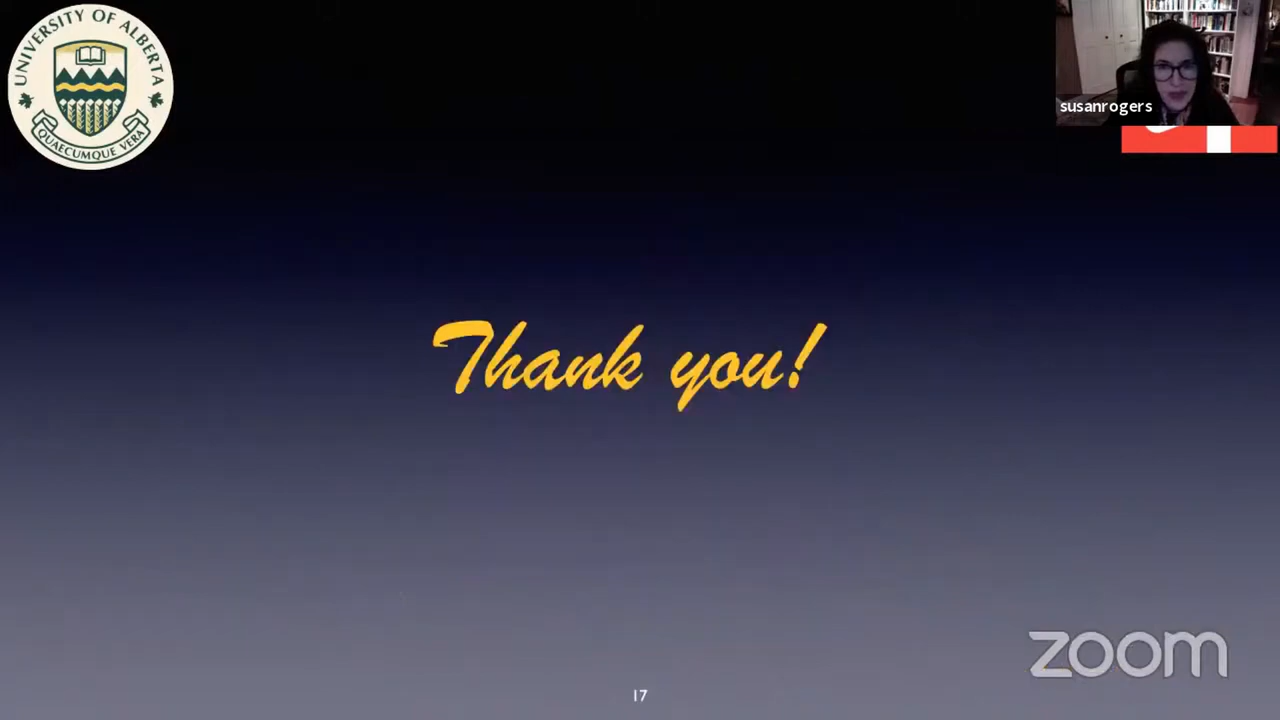 UNIVERSITY OF ALBERTA
QUAECUMQUE VERA
susanrogers
Thank you!
zoom
17